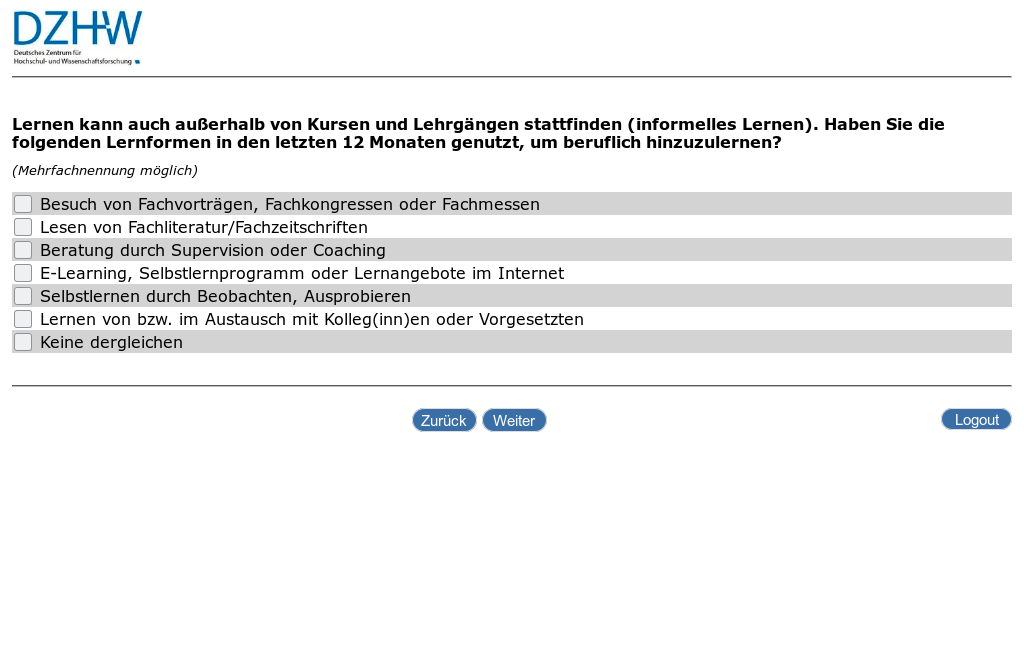 DZHW
Deutsches Zentrum für
Hochschul- und Wissenschaftsforschung
Lernen kann auch außerhalb von Kursen und Lehrgängen stattfinden (informelles Lernen). Haben Sie die
folgenden Lernformen in den letzten 12 Monaten genutzt, um beruflich hinzuzulernen?
(Mehrfachnennung möglich)
Besuch von Fachvorträgen, Fachkongressen oder Fachmessen
Lesen von Fachliteratur/Fachzeitschriften
Beratung durch Supervision oder Coaching
E-Learning, Selbstlernprogramm oder Lernangebote im Internet
Selbstlernen durch Beobachten, Ausprobieren
Lernen von bzw. im Austausch mit Kolleg(inn)en oder Vorgesetzten
Keine dergleichen
Zurück Weiter Logout